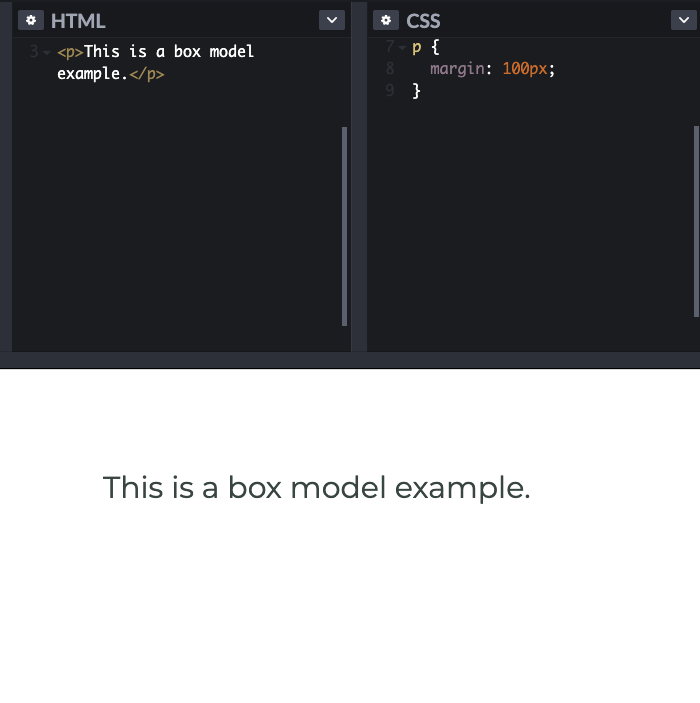 HTML
3 <p>This is a box model
example.</p>
CSS
7 p {
8 margin: 100px;
9 }
This is a box model example.